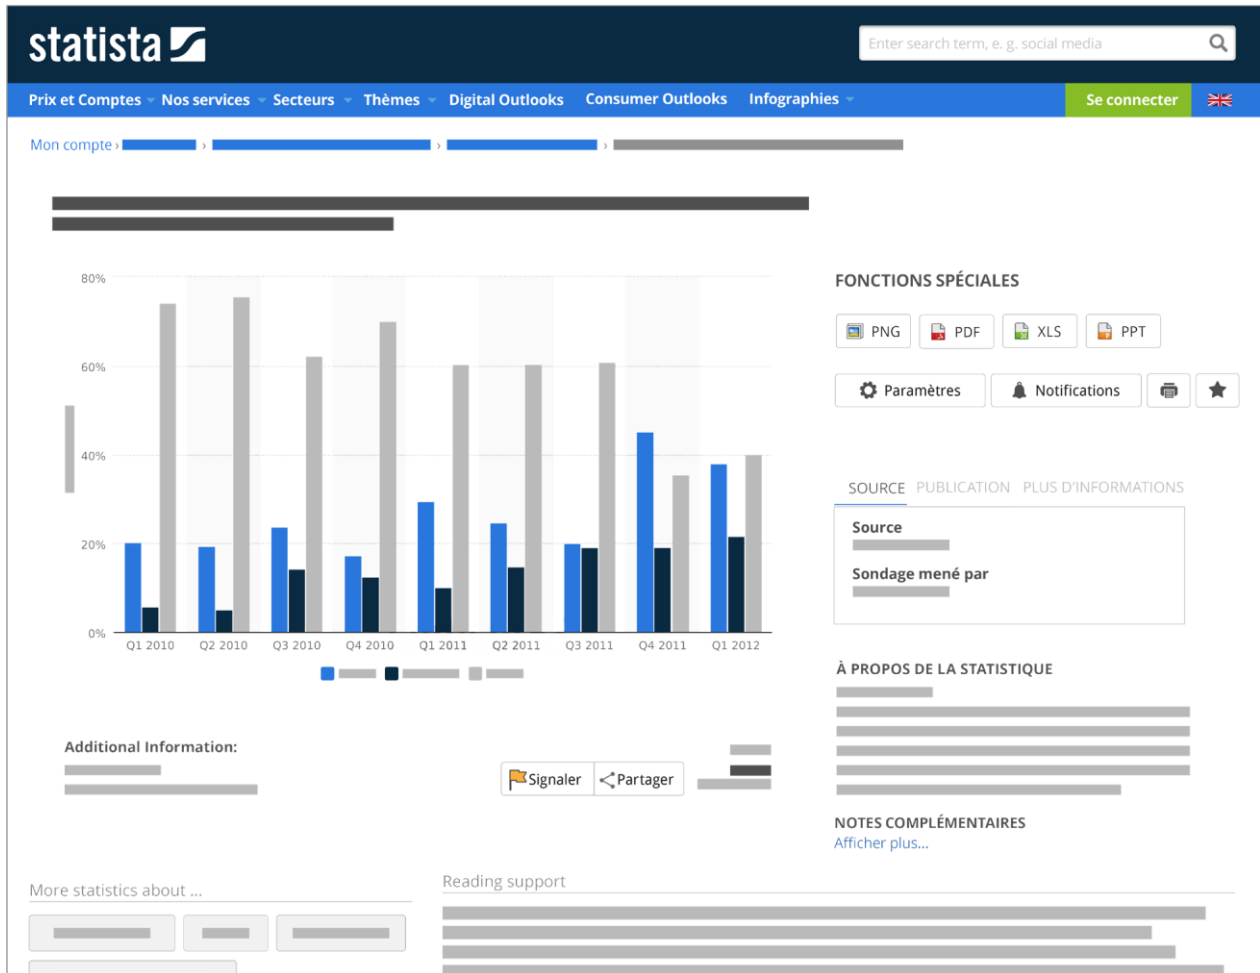 statista
Enter search term, e. g. social media
Prix et Comptes Nos services Secteurs Thèmes Digital Outlooks Consumer Outlooks Infographies Se connecter
Mon compte › › › ›
80%
60%
40%
20%
0%
Q1 2010 Q2 2010 Q3 2010 Q4 2010 Q1 2011 Q2 2011 Q3 2011 Q4 2011 Q1 2012
Additional Information:
Signaler Partager
FONCTIONS SPÉCIALES
PNG PDF XLS PPT
Paramètres Notifications
SOURCE PUBLICATION PLUS D'INFORMATIONS
Source
Sondage mené par
À PROPOS DE LA STATISTIQUE
NOTES COMPLÉMENTAIRES
Afficher plus...
More statistics about ...
Reading support